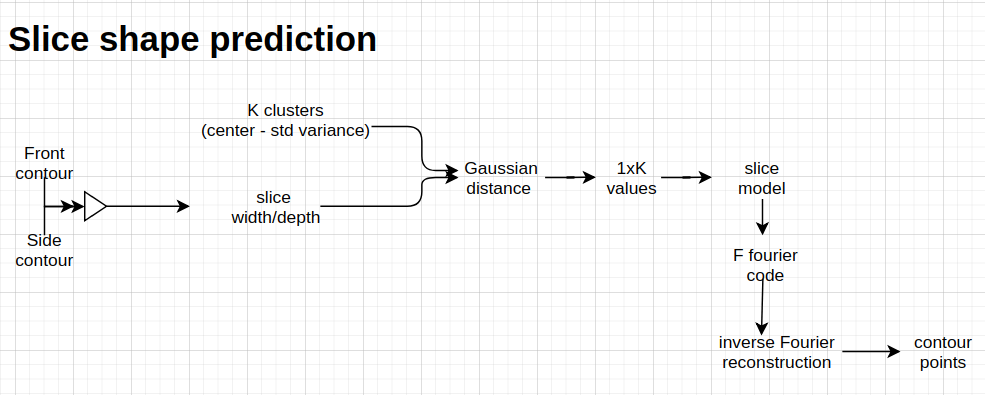 Slice shape prediction
K clusters
(center - std variance)
Front
contour
Side
contour
slice
width/depth
Gaussian
distance
1xK
values
slice
model
F fourier
code
inverse Fourier
reconstruction
contour
points